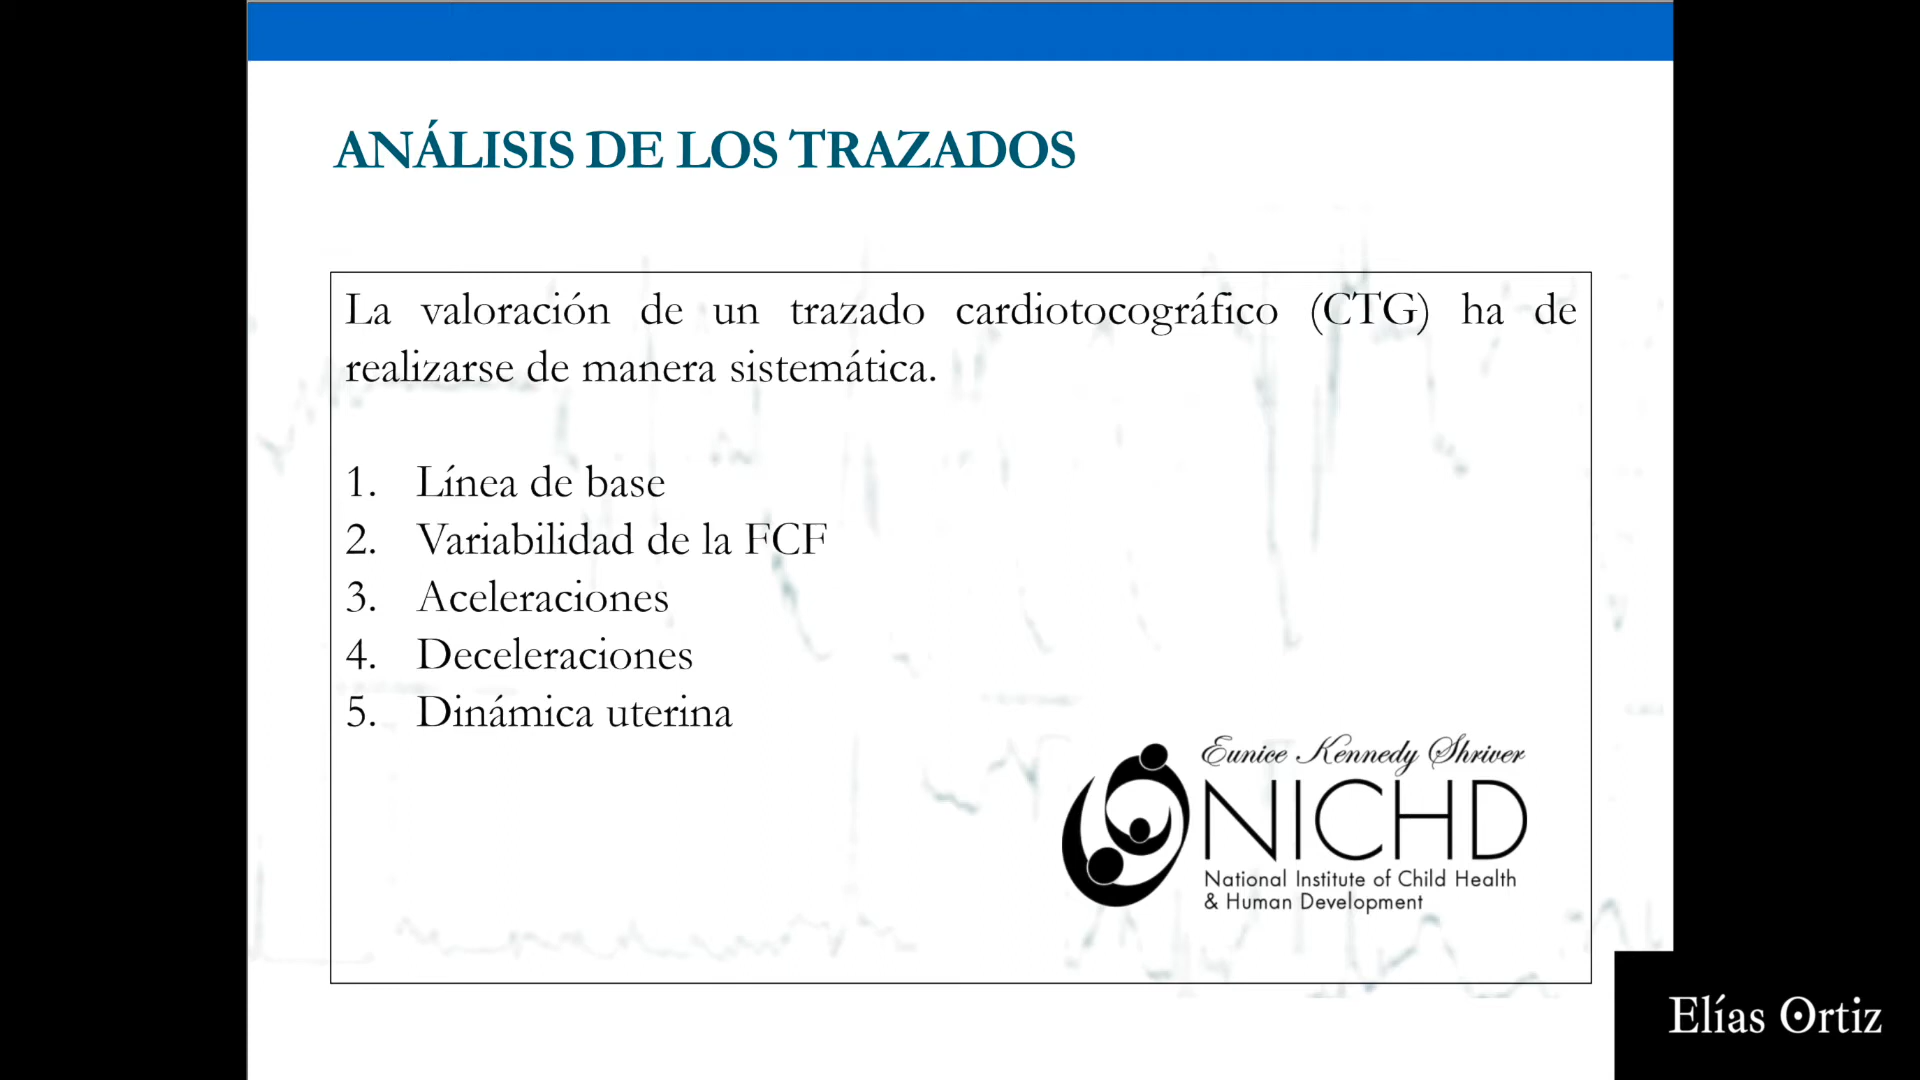 ANÁLISIS DE LOS TRAZADOS
La valoración de un trazado cardiotocográfico (CTG) ha de
realizarse de manera sistemática.
1. Línea de base
2. Variabilidad de la FCF
3. Aceleraciones
4. Deceleraciones
5. Dinámica uterina
Eunice Kennedy Shriver
NICHD
National Institute of Child Health
& Human Development
Elías Ortiz